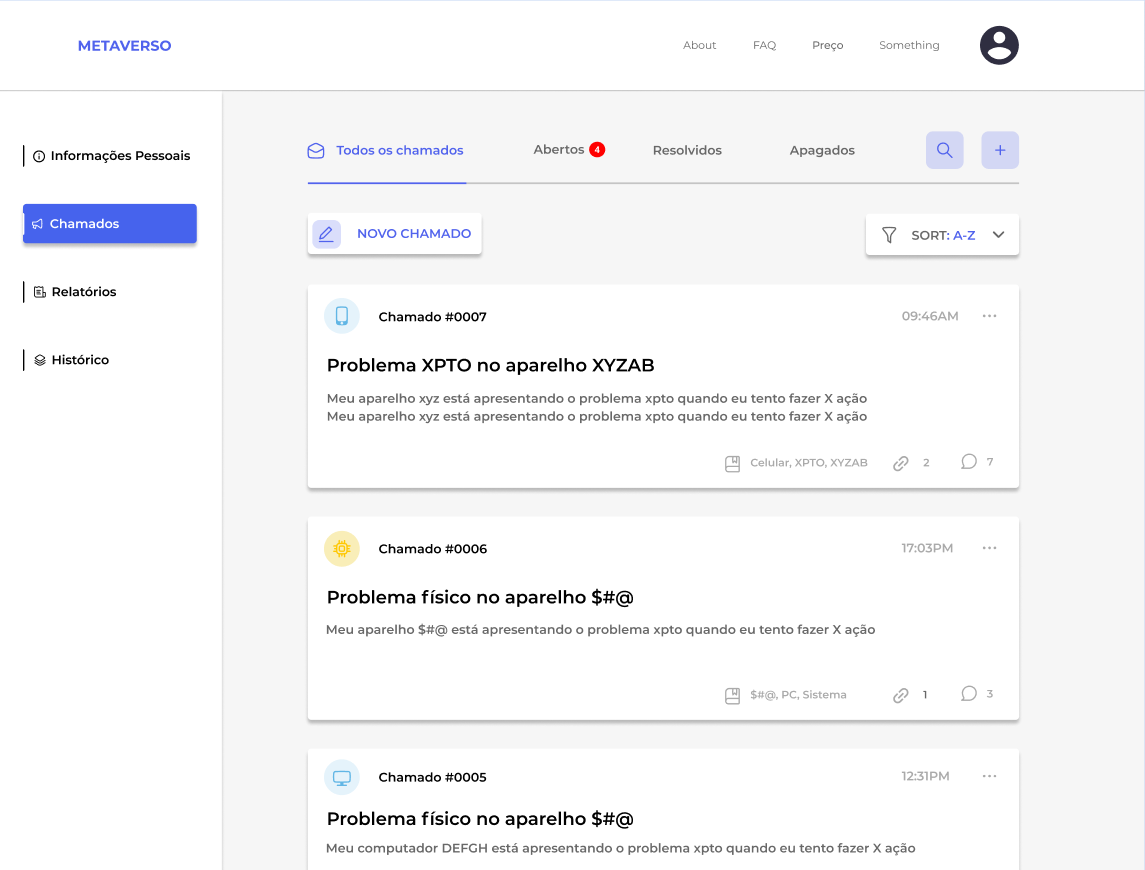 METAVERSO
About FAQ Preço Something
Informações Pessoais
Chamados
Relatórios
Histórico
Todos os chamados Abertos 4 Resolvidos Apagados
NOVO CHAMADO
SORT: A-Z
Chamado #0007 09:46AM
Problema XPTO no aparelho XYZAB
Meu aparelho xyz está apresentando o problema xpto quando eu tento fazer X ação
Meu aparelho xyz está apresentando o problema xpto quando eu tento fazer X ação
Celular, XPTO, XYZAB 2 7
Chamado #0006 17:03PM
Problema físico no aparelho $#@
Meu aparelho $#@ está apresentando o problema xpto quando eu tento fazer X ação
$#@, PC, Sistema 1 3
Chamado #0005 12:31PM
Problema físico no aparelho $#@
Meu computador DEFGH está apresentando o problema xpto quando eu tento fazer X ação